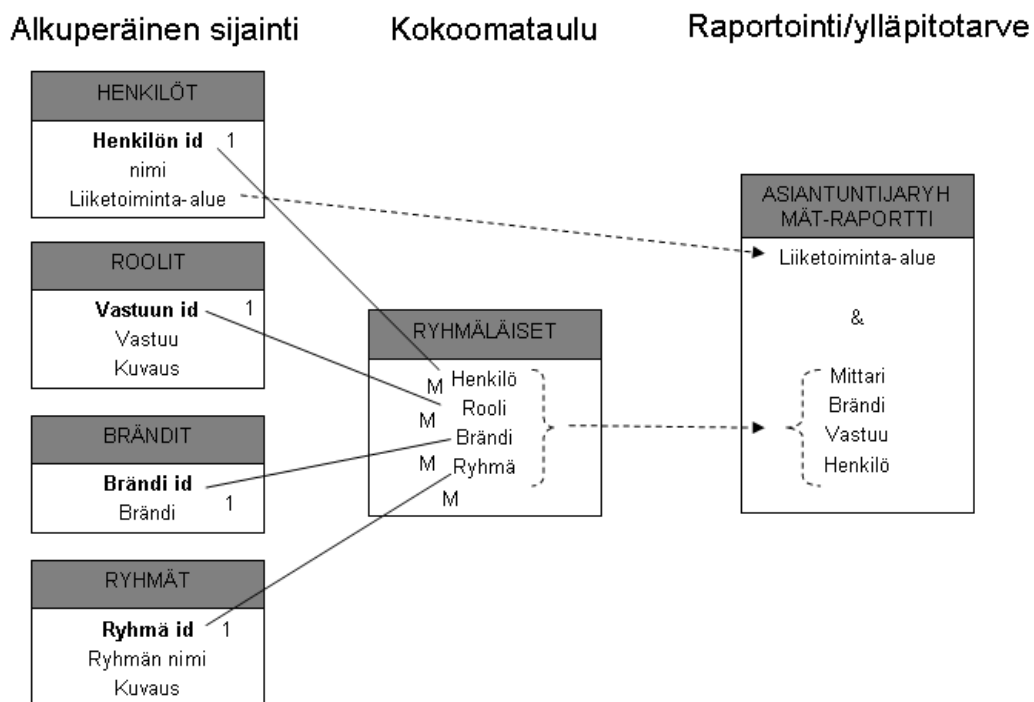 Alkuperäinen sijainti
Kokoomataulu
Raportointi/ylläpitotarve
HENKILÖT
Henkilön id 1
nimi
Liiketoiminta-alue
ROOLIT
Vastuun id 1
Vastuu
Kuvaus
BRÄNDIT
Brändi id
Brändi 1
RYHMÄT
Ryhmä id 1
Ryhmän nimi
Kuvaus
RYHMÄLÄISET
M Henkilö
Rooli
M
Brändi
M Ryhmä
M
ASIANTUNTIJARYH
MÄT-RAPORTTI
Liiketoiminta-alue
&
Mittari
Brändi
Vastuu
Henkilö